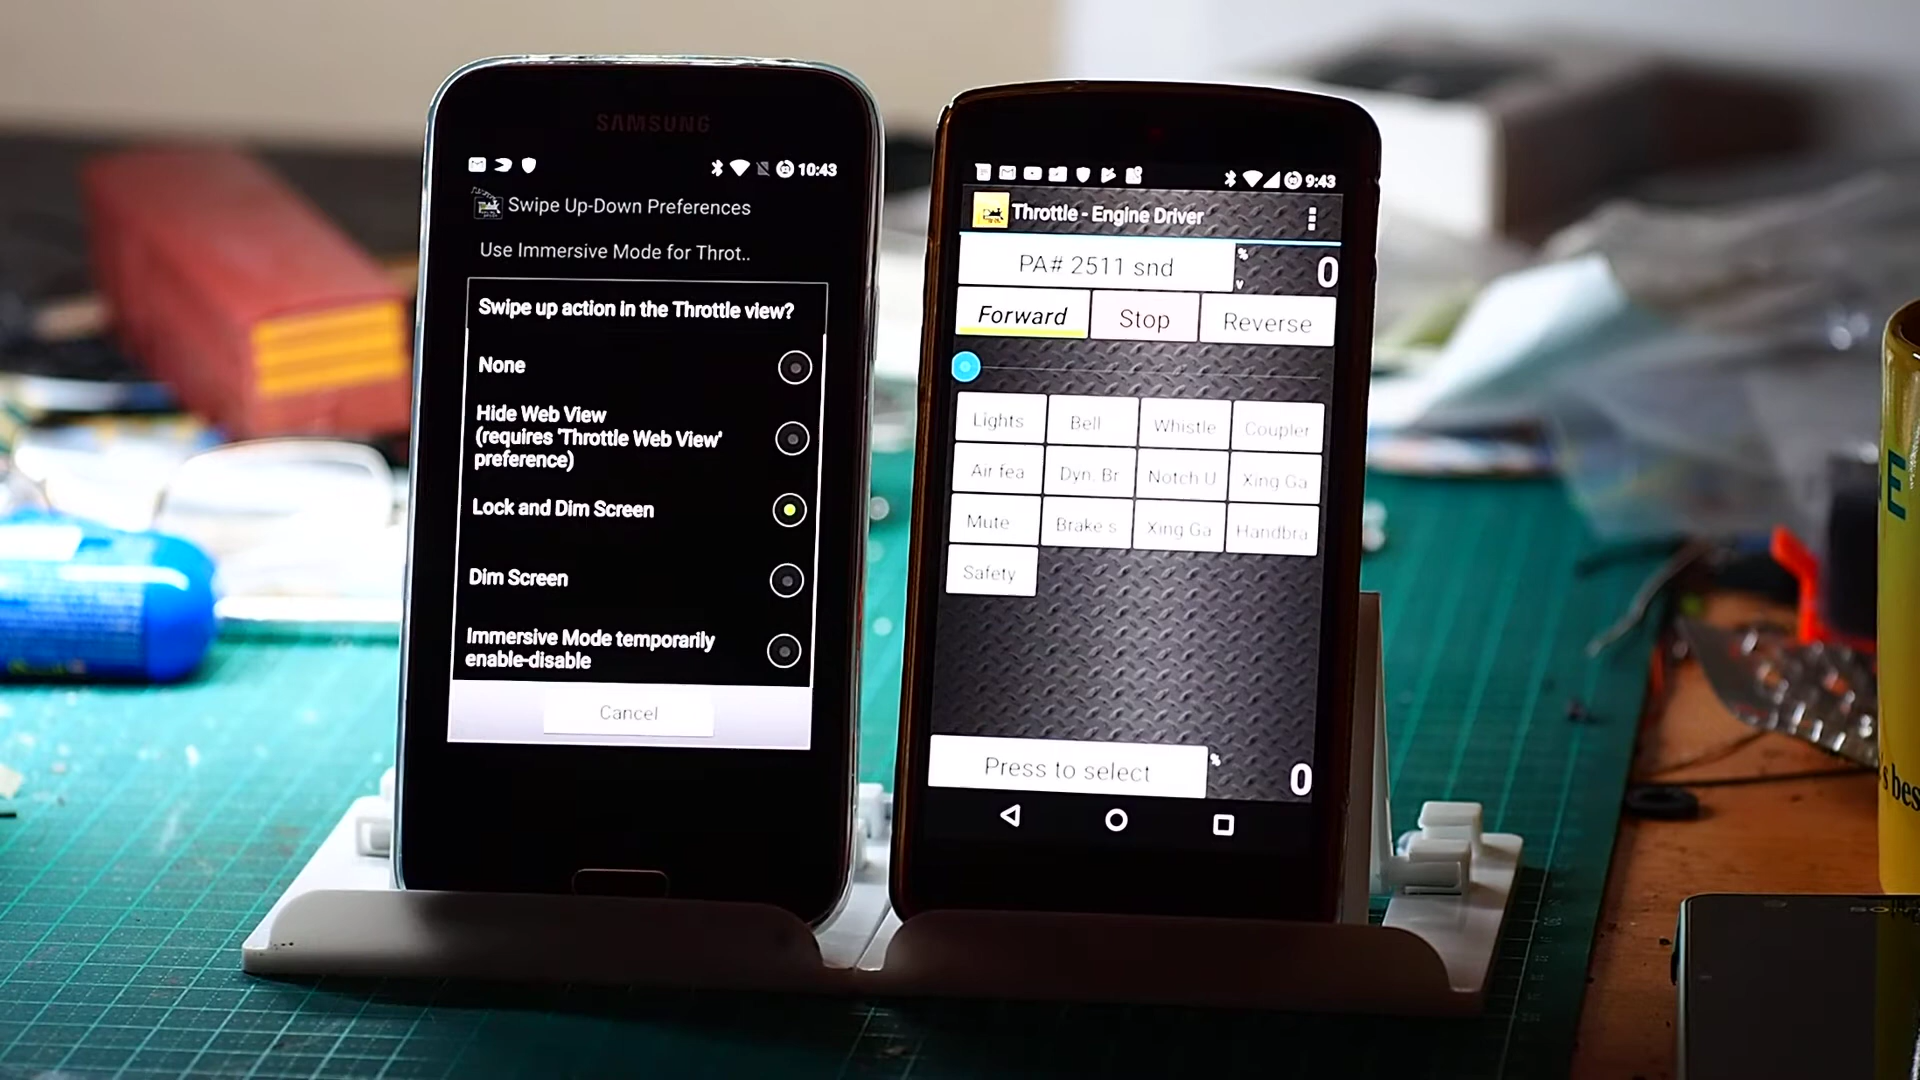 SAMSUNG
10:43
Swipe Up-Down Preferences
Use Immersive Mode for Throt..
Swipe up action in the Throttle view?
None
Hide Web View
(requires 'Throttle Web View'
preference)
Lock and Dim Screen
Dim Screen
Immersive Mode temporarily
enable-disable
Cancel
9:43
Throttle - Engine Driver
PA# 2511 snd
%
v
0
Forward
Stop
Reverse
Lights
Bell
Whistle
Coupler
Air fea
Dyn. Br
Notch U
Xing Ga
Mute
Brake s
Xing Ga
Handbra
Safety
Press to select
%
0
E
's bes